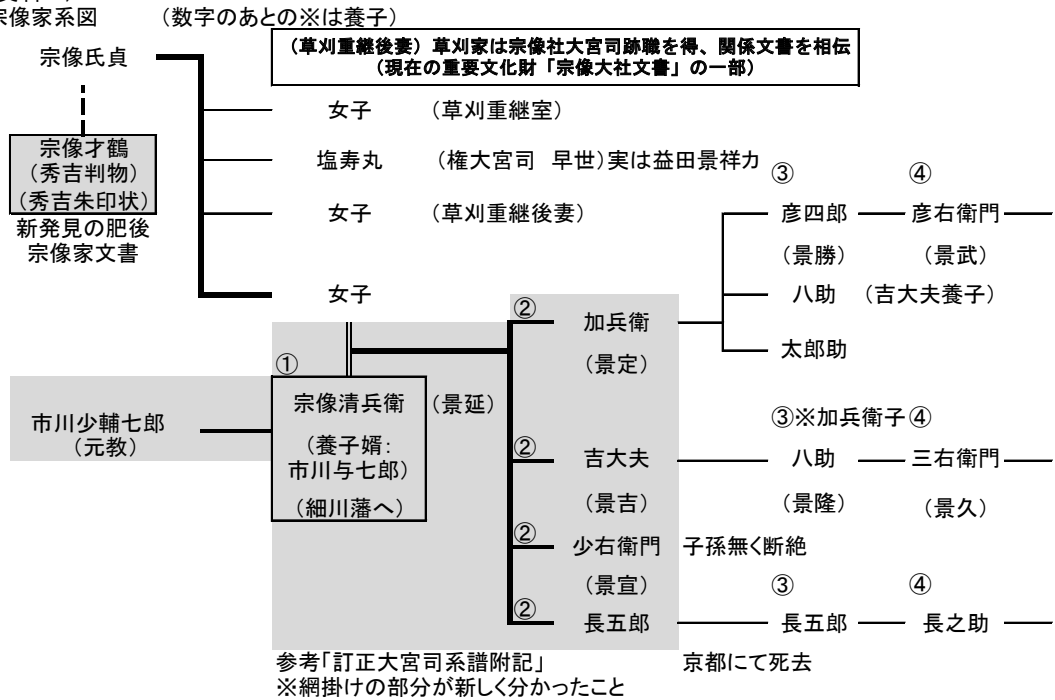 宗像家系図 (数字のあとの※は養子)
宗像氏貞
(草刈重継後妻)草刈家は宗像社大宮司跡職を得、関係文書を相伝
(現在の重要文化財「宗像大社文書」の一部)
女子 (草刈重継室)
宗像才鶴
(秀吉判物)
(秀吉朱印状)
新発見の肥後
宗像家文書
塩寿丸 (権大宮司 早世)実は益田景祥カ
③ ④
女子 (草刈重継後妻)
彦四郎 彦右衛門
(景勝) (景武)
女子
八助 (吉大夫養子)
② 加兵衛
(景定)
太郎助
①
市川少輔七郎
(元教)
宗像清兵衛 (景延)
(養子婿:
市川与七郎)
(細川藩へ)
③※加兵衛子 ④
② 吉大夫 八助 三右衛門
(景吉) (景隆) (景久)
② 少右衛門 子孫無く断絶
(景宣) ③ ④
② 長五郎 長五郎 長之助
参考「訂正大宮司系譜附記」 京都にて死去
※網掛けの部分が新しく分かったこと